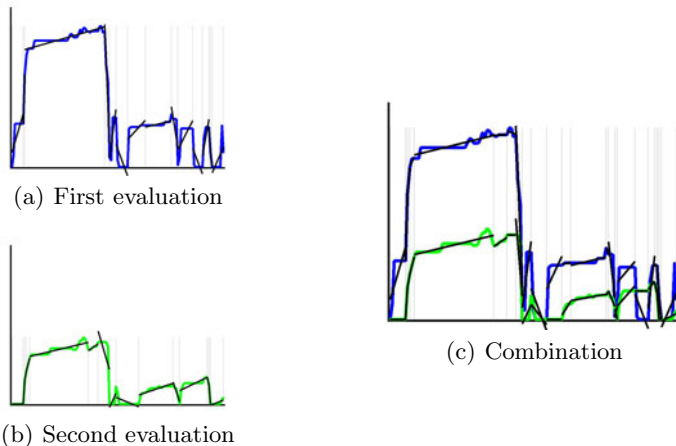 (a) First evaluation
(b) Second evaluation
(c) Combination